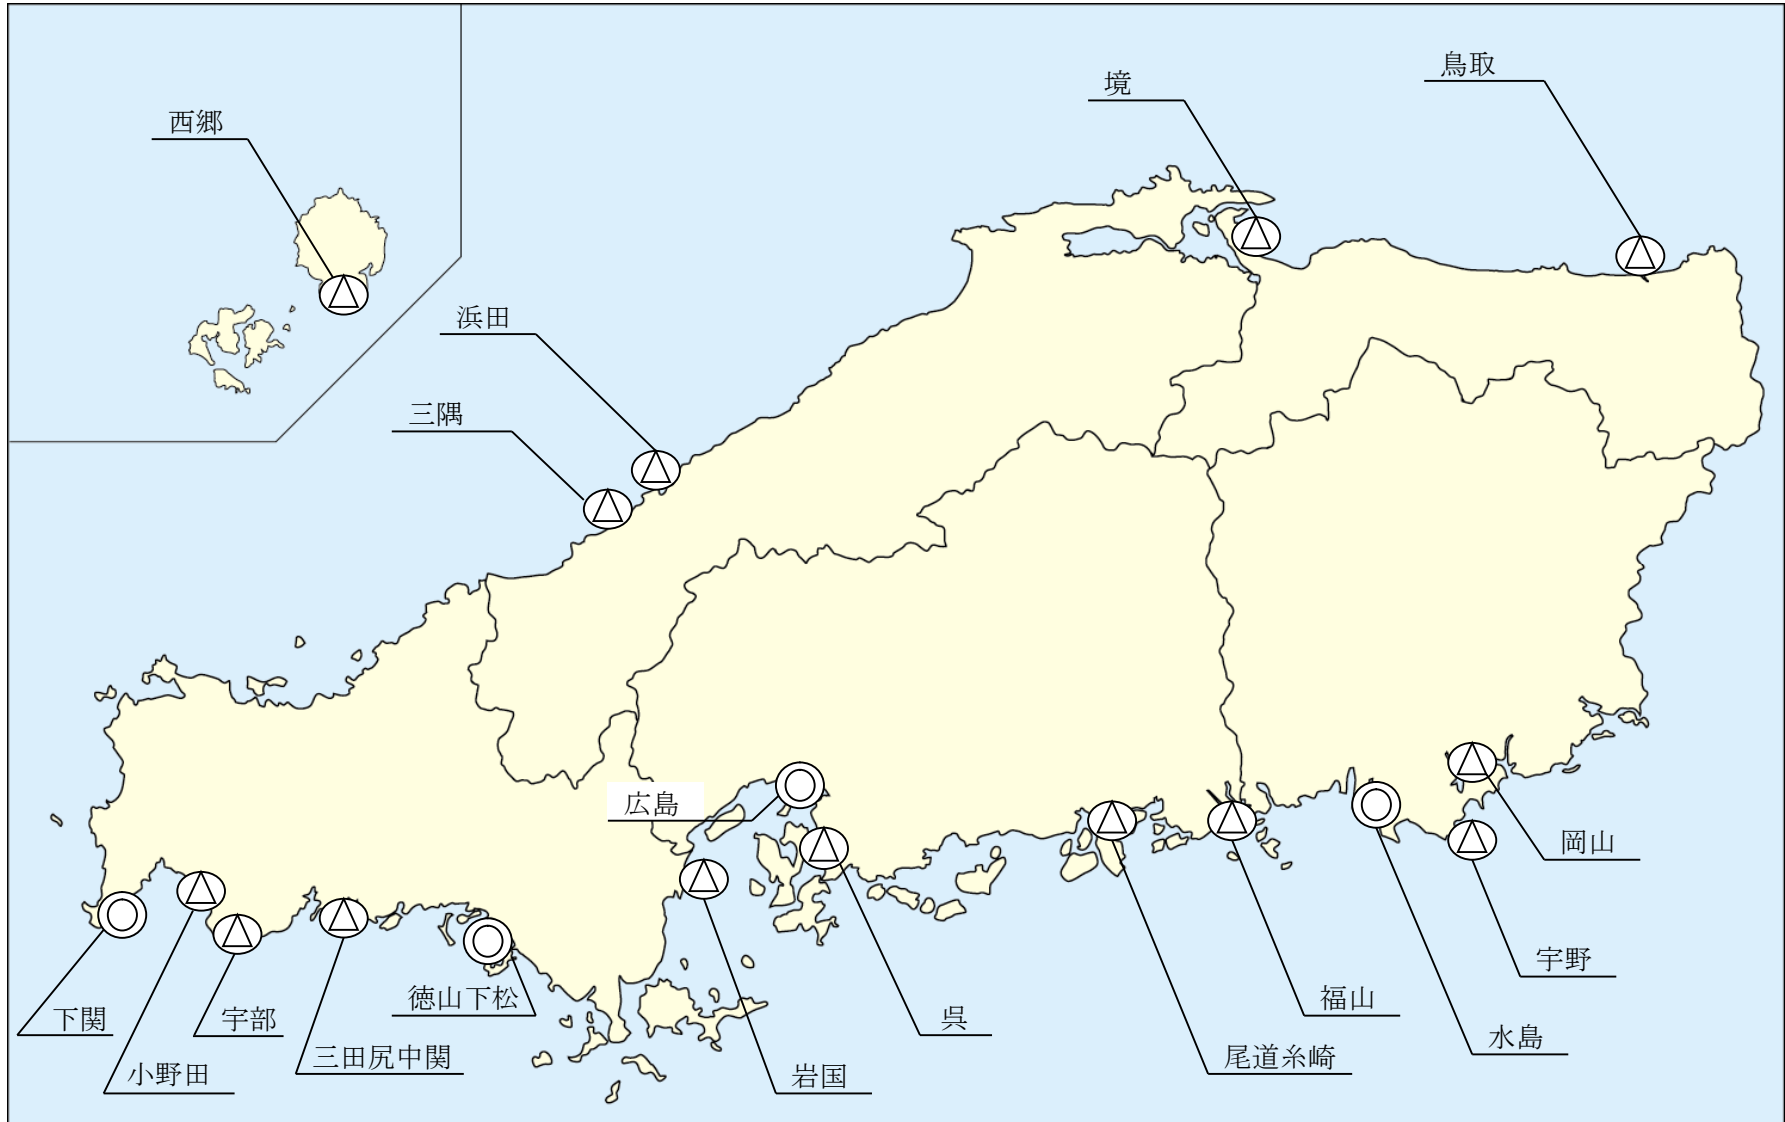 鳥取
境
西郷
浜田
三隅
広島
岡山
宇野
徳山下松
福山
下関
宇部
呉
水島
三田尻中関
尾道糸崎
小野田
岩国